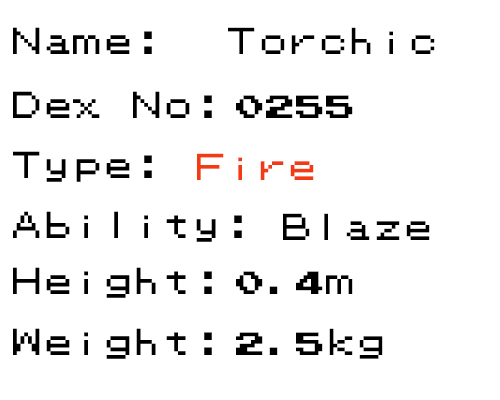 Name: Torchic
Dex No: 0255
Type: Fire
Ability: Blaze
Height: 0.4m
Weight: 2.5kg